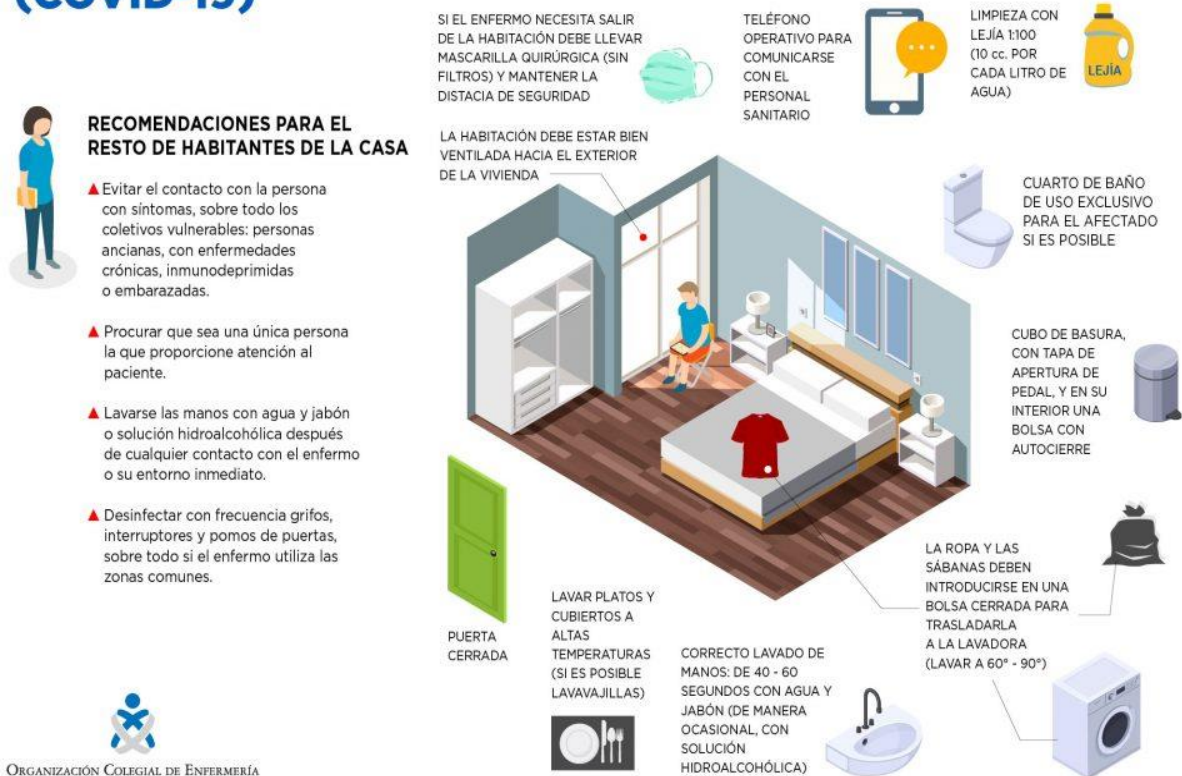 (COVID-19)
RECOMENDACIONES PARA EL
RESTO DE HABITANTES DE LA CASA
▲ Evitar el contacto con la persona
con síntomas, sobre todo los
coletivos vulnerables: personas
ancianas, con enfermedades
crónicas, inmunodeprimidas
o embarazadas.
▲ Procurar que sea una única persona
la que proporcione atención al
paciente.
▲ Lavarse las manos con agua y jabón
o solución hidroalcohólica después
de cualquier contacto con el enfermo
o su entorno inmediato.
▲ Desinfectar con frecuencia grifos,
interruptores y pomos de puertas,
sobre todo si el enfermo utiliza las
zonas comunes.
ORGANIZACIÓN COLEGIAL DE ENFERMERÍA
SI EL ENFERMO NECESITA SALIR
DE LA HABITACIÓN DEBE LLEVAR
MASCARILLA QUIRÚRGICA (SIN
FILTROS) Y MANTENER LA
DISTACIA DE SEGURIDAD
TELÉFONO
OPERATIVO PARA
COMUNICARSE
CON EL
PERSONAL
SANITARIO
LIMPIEZA CON
LEJÍA 1:100
(10 cc. POR
CADA LITRO DE
AGUA)
LEJÍA
LA HABITACIÓN DEBE ESTAR BIEN
VENTILADA HACIA EL EXTERIOR
DE LA VIVIENDA
CUARTO DE BAÑO
DE USO EXCLUSIVO
PARA EL AFECTADO
SI ES POSIBLE
CUBO DE BASURA,
CON TAPA DE
APERTURA DE
PEDAL, Y EN SU
INTERIOR UNA
BOLSA CON
AUTOCIERRE
LA ROPA Y LAS
SÁBANAS DEBEN
INTRODUCIRSE EN UNA
BOLSA CERRADA PARA
TRASLADARLA
A LA LAVADORA
(LAVAR A 60° - 90°)
PUERTA
CERRADA
LAVAR PLATOS Y
CUBIERTOS A
ALTAS
TEMPERATURAS
(SI ES POSIBLE
LAVAVAJILLAS)
CORRECTO LAVADO DE
MANOS: DE 40 - 60
SEGUNDOS CON AGUA Y
JABÓN (DE MANERA
OCASIONAL, CON
SOLUCIÓN
HIDROALCOHÓLICA)